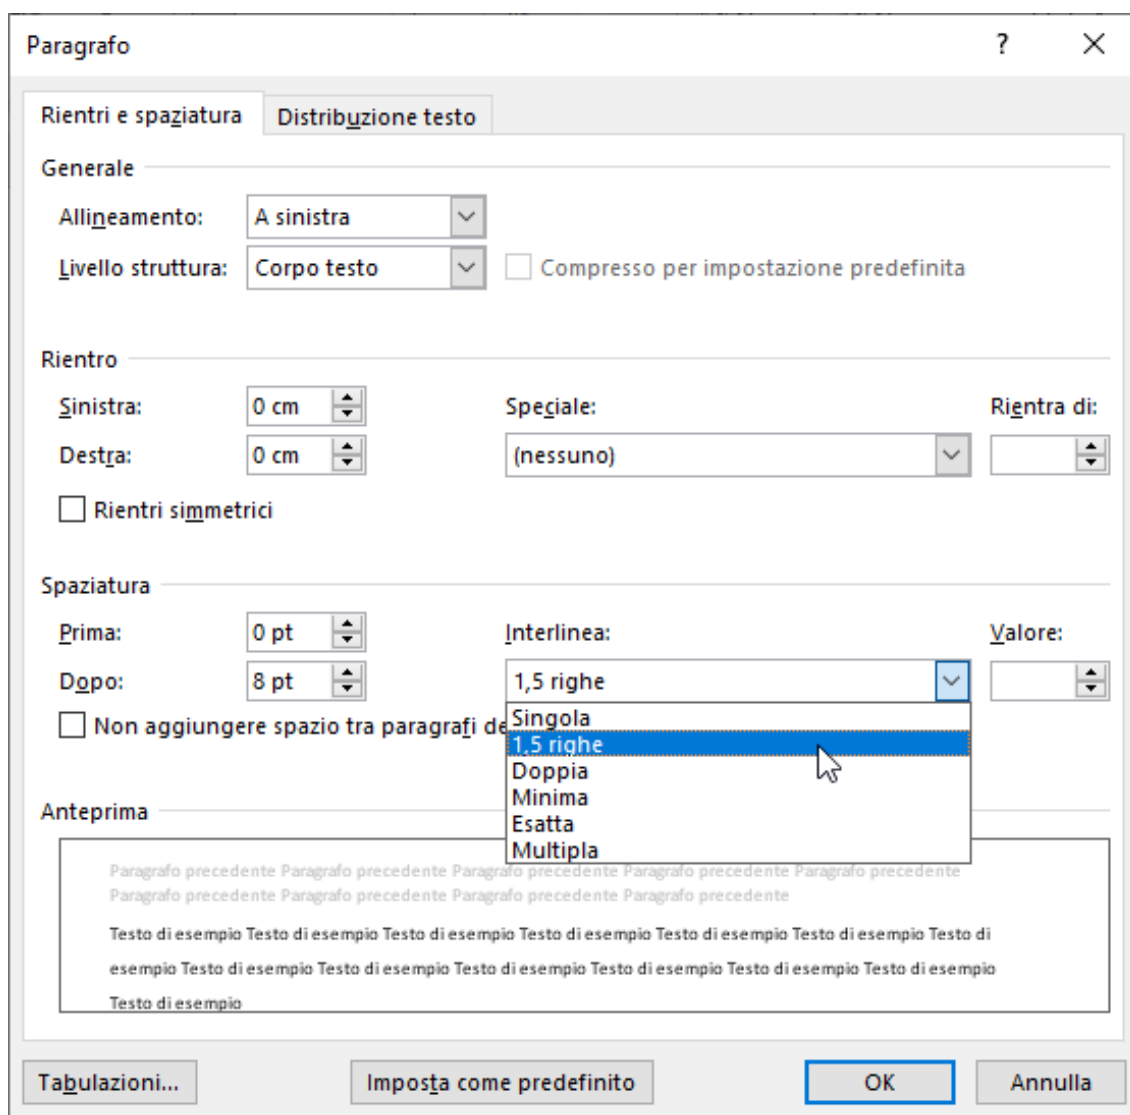 Paragrafo ?
Rientri e spaziatura Distribuzione testo
Generale
Allineamento: A sinistra
Livello struttura: Corpo testo Compresso per impostazione predefinita
Rientro
Sinistra: 0 cm Speciale: Rientra di:
Destra: 0 cm (nessuno)
Rientri simmetrici
Spaziatura
Prima: 0 pt Interlinea: Valore:
Dopo: 8 pt 1,5 righe
Non aggiungere spazio tra paragrafi
Singola
1,5 righe
Doppia
Minima
Esatta
Multipla
Anteprima
Paragrafo precedente Paragrafo precedente Paragrafo precedente Paragrafo precedente Paragrafo precedente
Paragrafo precedente Paragrafo precedente Paragrafo precedente Paragrafo precedente
Testo di esempio Testo di esempio Testo di esempio Testo di esempio Testo di esempio Testo di esempio Testo di
esempio Testo di esempio Testo di esempio Testo di esempio Testo di esempio Testo di esempio Testo di esempio
Testo di esempio
Tabulazioni... Imposta come predefinito OK Annulla